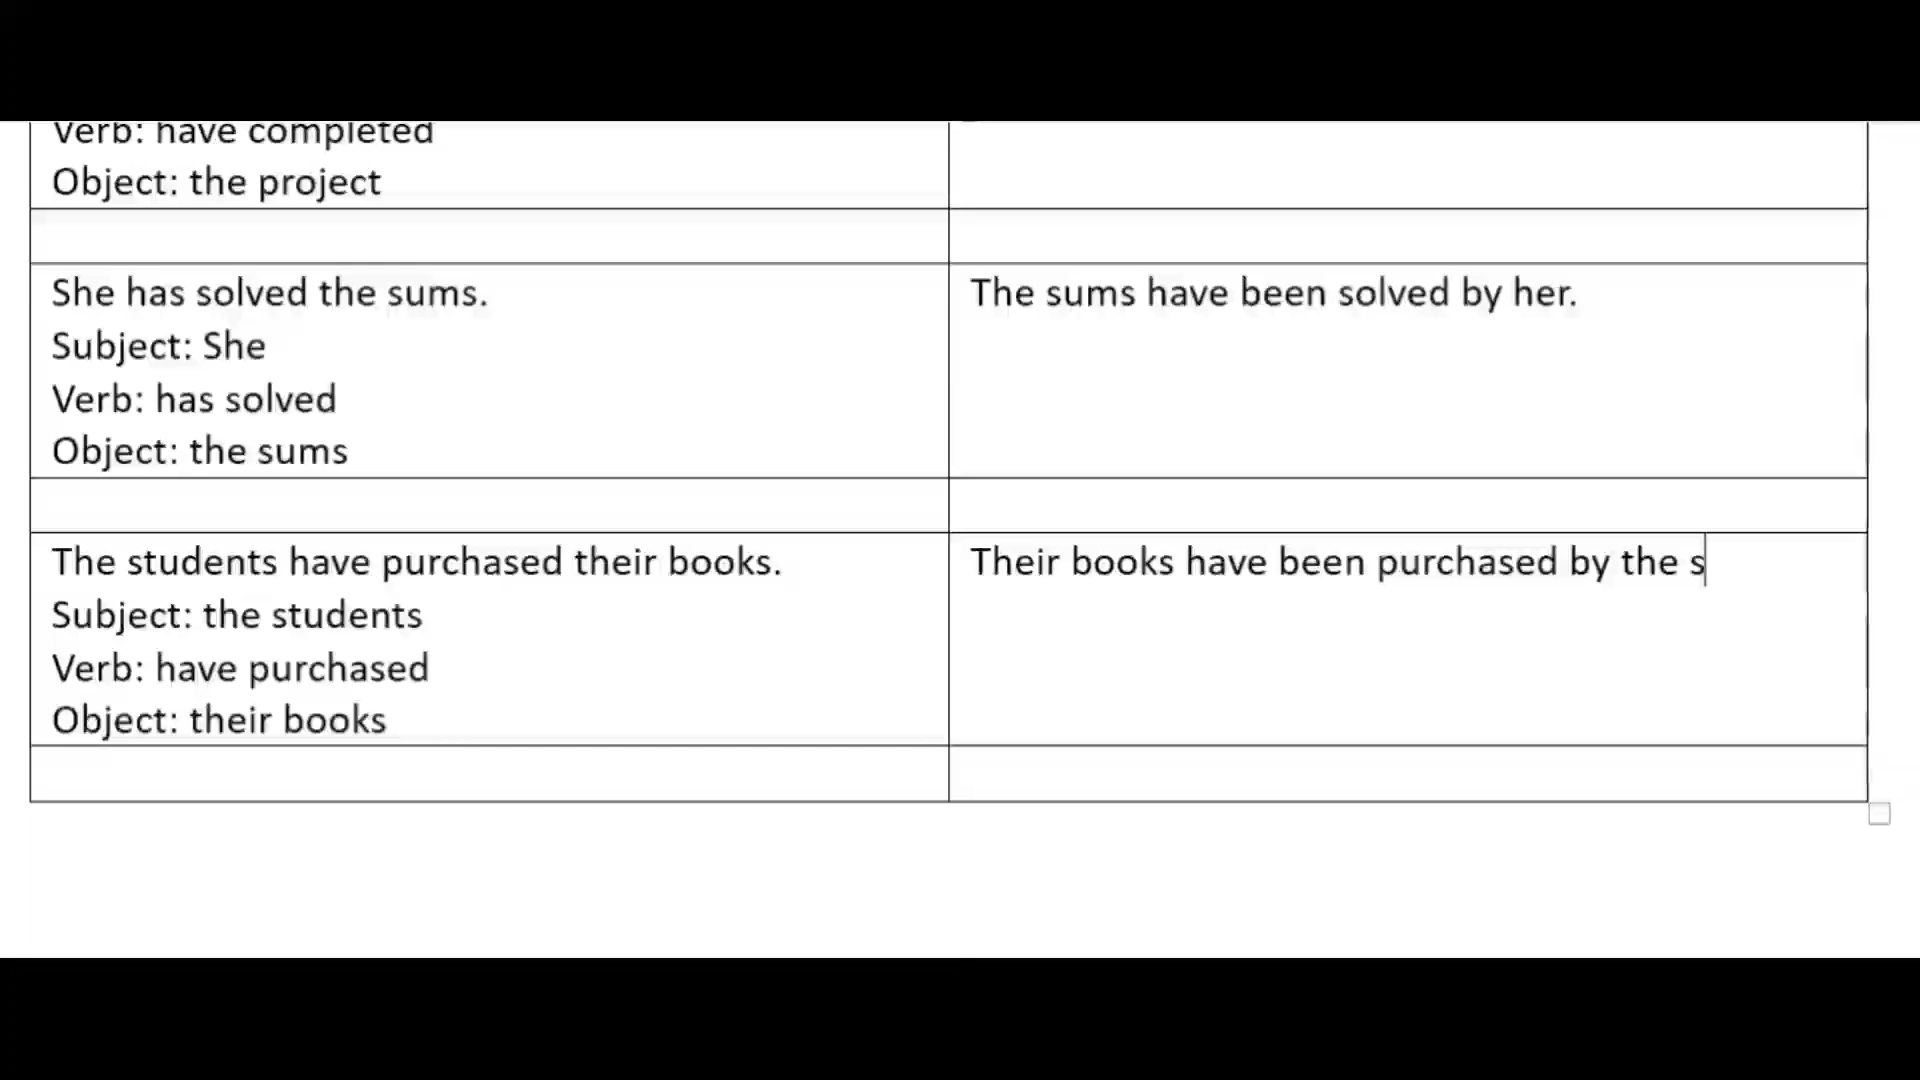 Verb: have completed
Object: the project
She has solved the sums.
Subject: She
Verb: has solved
Object: the sums
The sums have been solved by her.
The students have purchased their books.
Subject: the students
Verb: have purchased
Object: their books
Their books have been purchased by the s